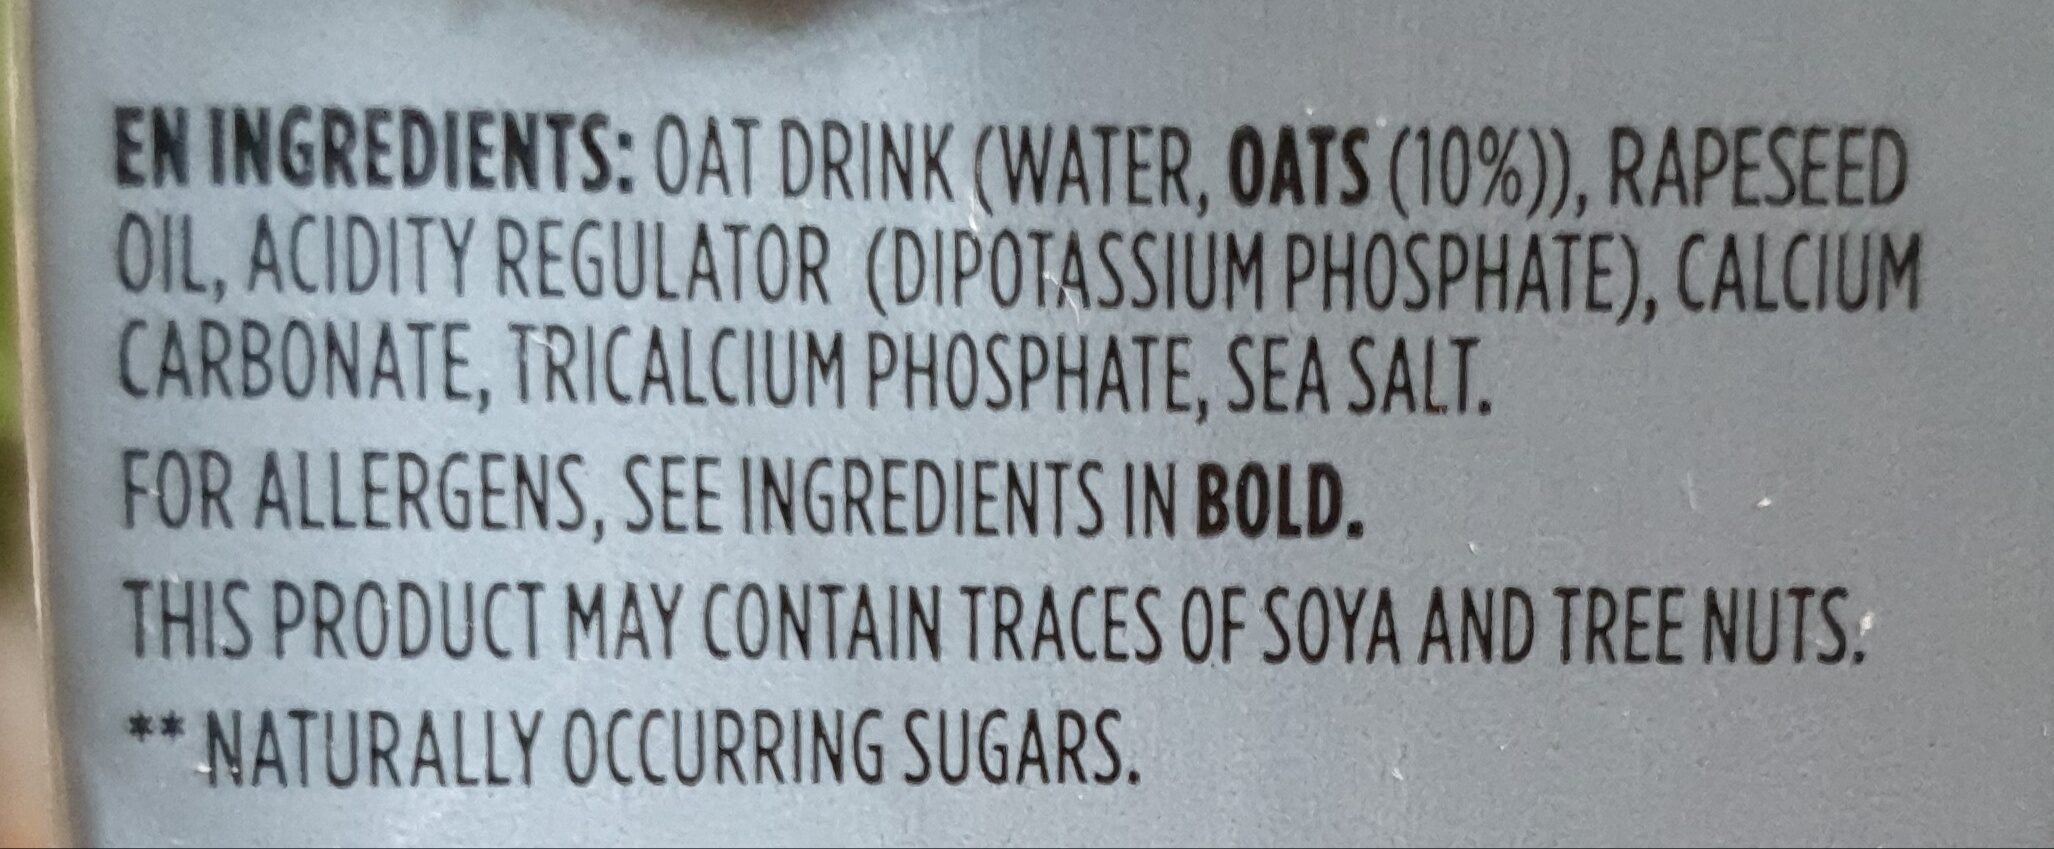 EN INGREDIENTS: OAT DRINK (WATER, OATS (10%)), RAPESEED
OIL, ACIDITY REGULATOR (DIPOTASSIUM PHOSPHATE), CALCIUM
CARBONATE, TRICALCIUM PHOSPHATE, SEA SALT.
FOR ALLERGENS, SEE INGREDIENTS IN BOLD.
THIS PRODUCT MAY CONTAIN TRACES OF SOYA AND TREE NUTS.
** NATURALLY OCCURRING SUGARS.